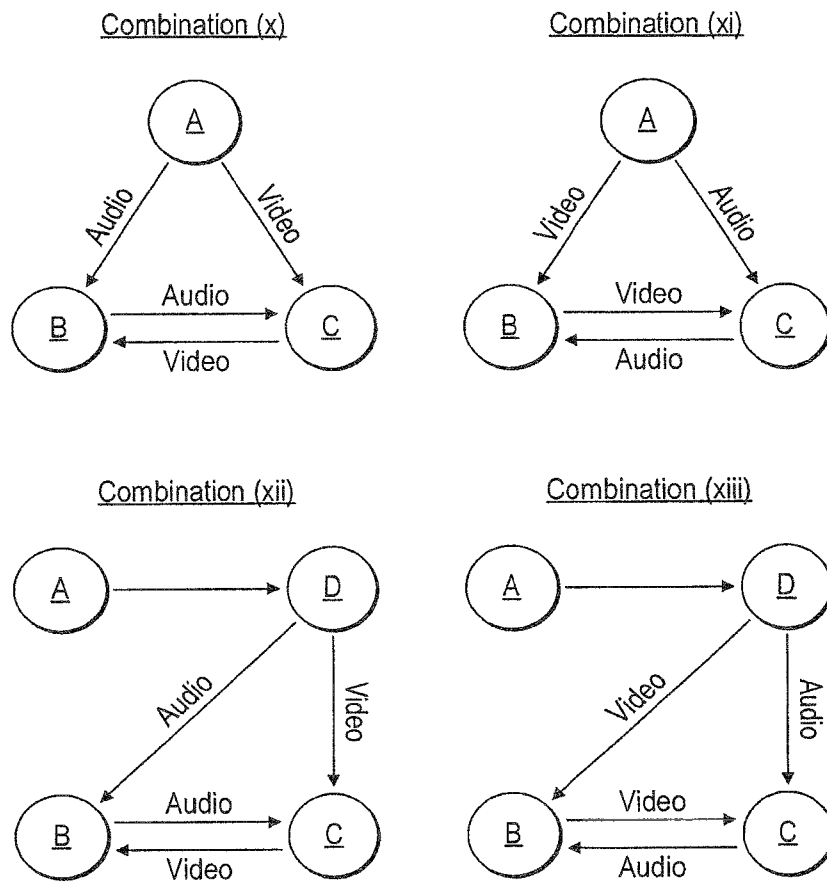 Combination (x)
A
Audio
Video
B
Audio
Video
C
Combination (xi)
A
Video
Audio
B
Video
Audio
C
Combination (xii)
A
D
Audio
Video
B
Audio
Video
C
Combination (xiii)
A
D
Video
Audio
B
Video
Audio
C